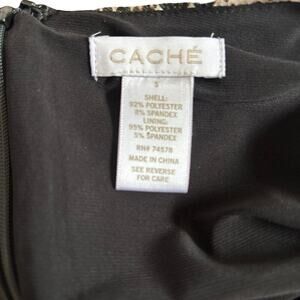 CACHÉ
S
SHELL:
92% POLYESTER
8% SPANDEX
LINING:
95% POLYESTER
5% SPANDEX
RN# 74578
MADE IN CHINA
SEE REVERSE
FOR CARE